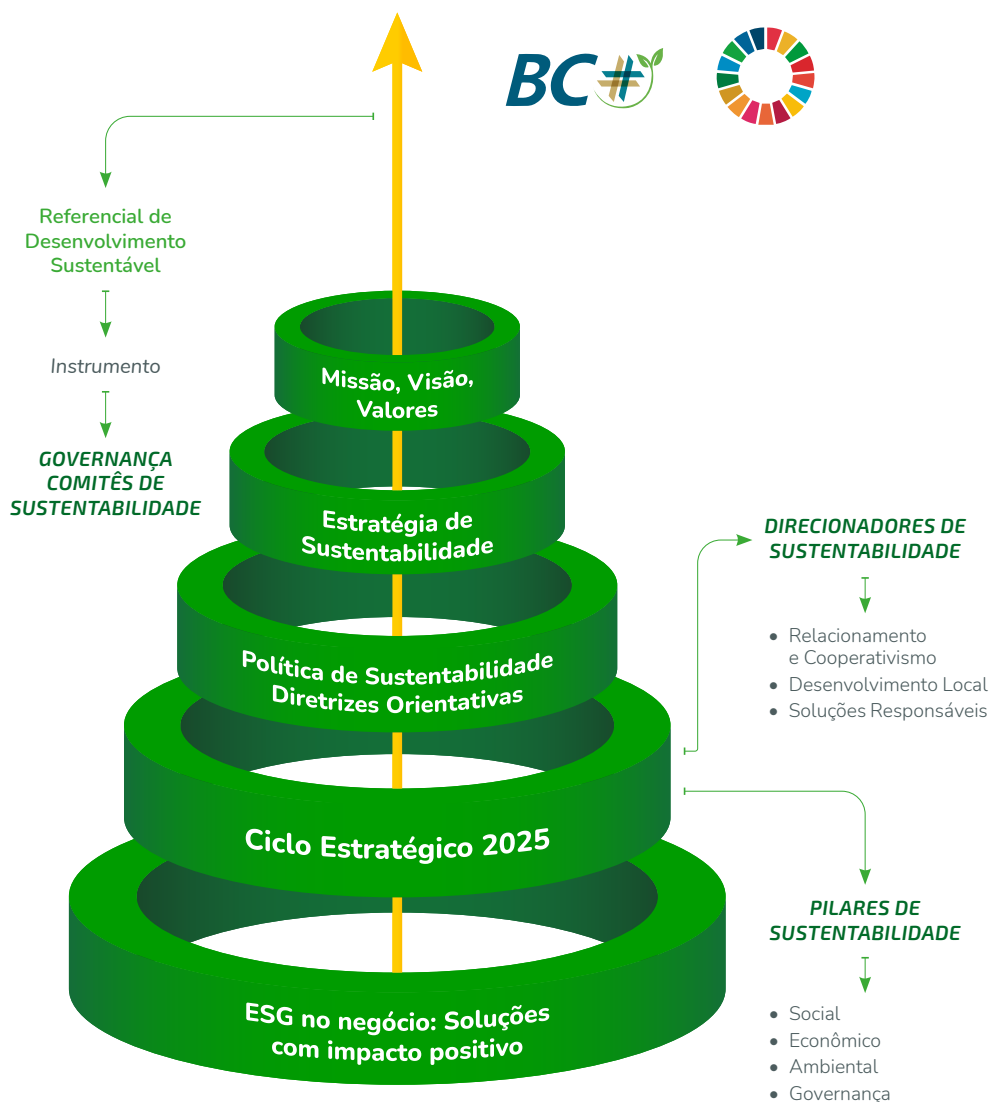 BC#
Referencial de
Desenvolvimento
Sustentável
Instrumento
GOVERNANÇA
COMITÊS DE
SUSTENTABILIDADE
Missão, Visão,
Valores
Estratégia de
Sustentabilidade
Política de Sustentabilidade
Diretrizes Orientativas
Ciclo Estratégico 2025
ESG no negócio: Soluções
com impacto positivo
DIRECIONADORES DE
SUSTENTABILIDADE
• Relacionamento
e Cooperativismo
• Desenvolvimento Local
• Soluções Responsáveis
PILARES DE
SUSTENTABILIDADE
• Social
• Econômico
• Ambiental
• Governança